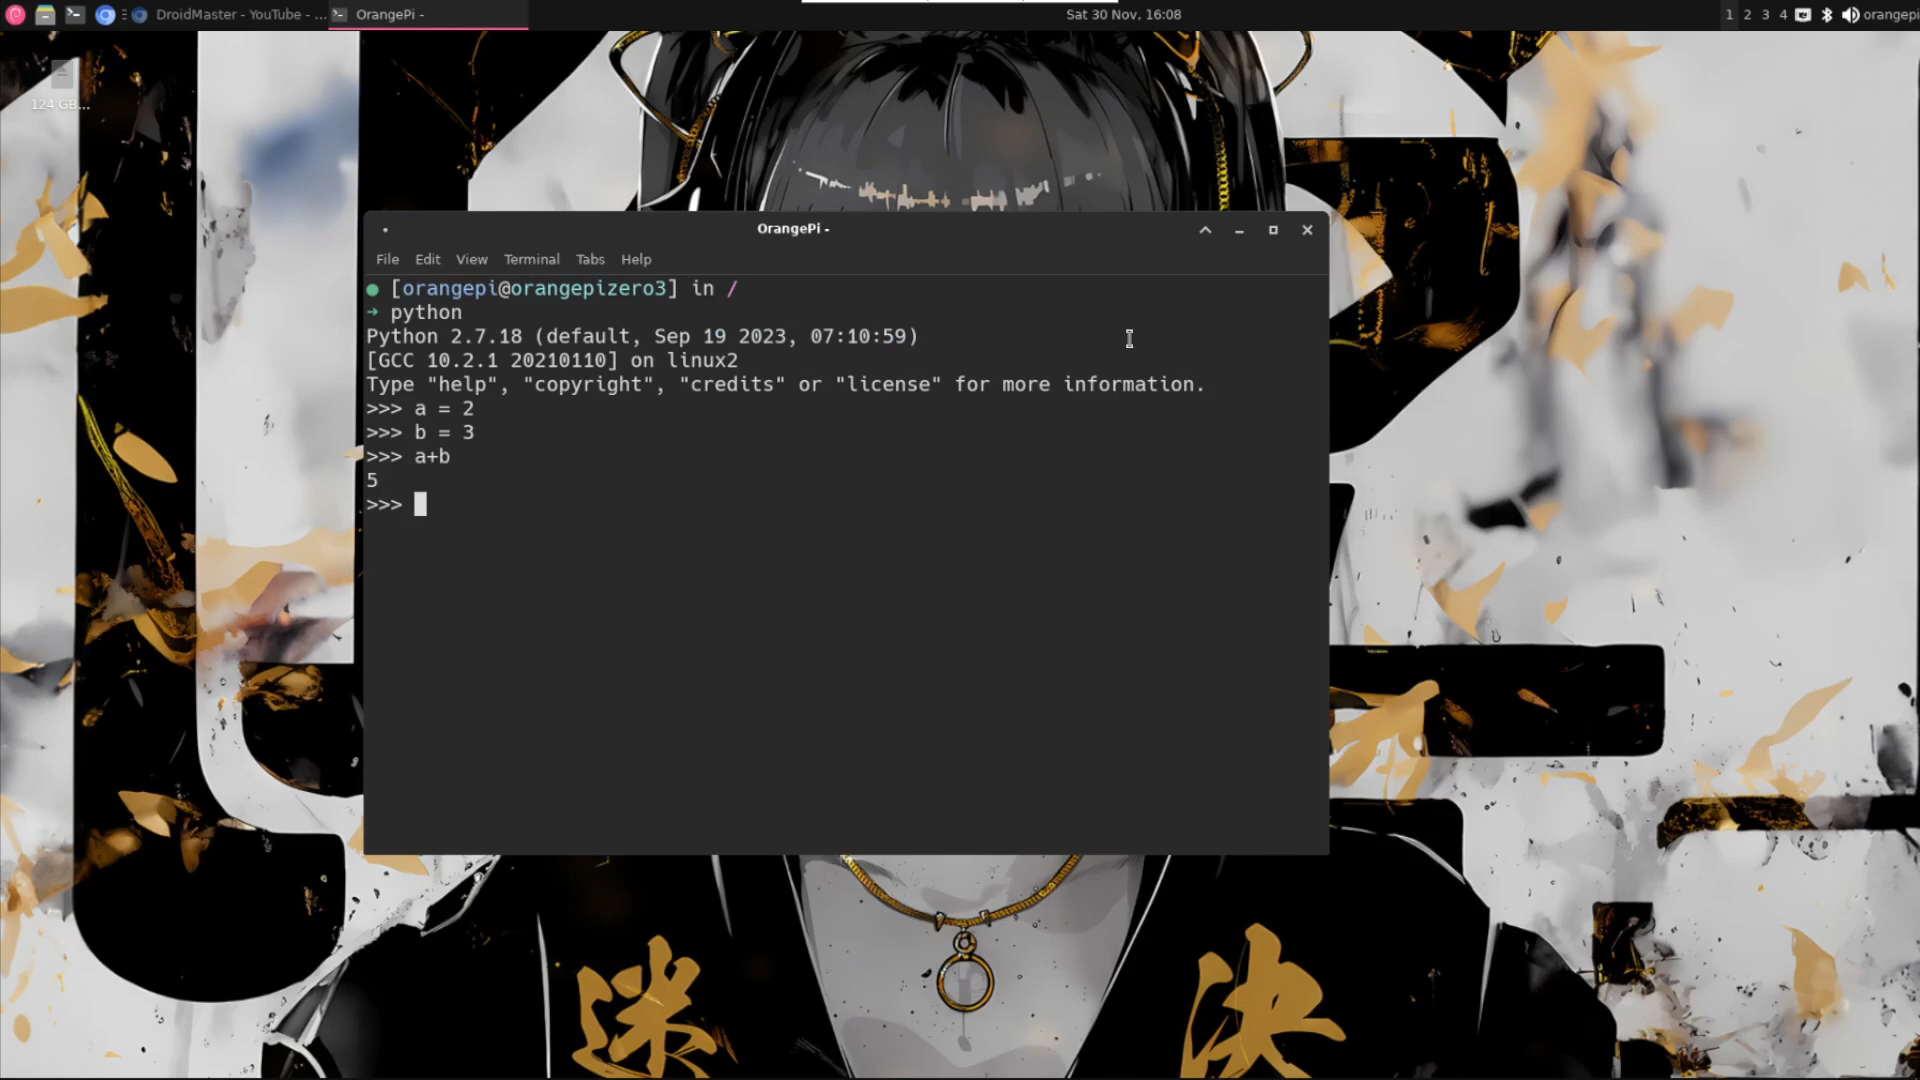 DroidMaster - YouTube - ...
OrangePi -
Sat 30 Nov, 16:08
1 2 3 4
orangepi
124 GB...
OrangePi -
File Edit View Terminal Tabs Help
● [orangepi@orangepizero3] in /
→ python
Python 2.7.18 (default, Sep 19 2023, 07:10:59)
[GCC 10.2.1 20210110] on linux2
Type "help", "copyright", "credits" or "license" for more information.
>>> a = 2
>>> b = 3
>>> a+b
5
>>>
迷
决